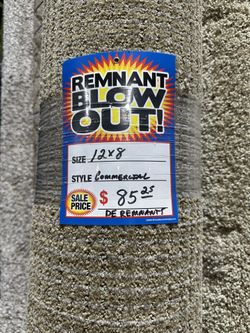 REMNANT
BLOW
OUT!
SIZE 12x8
STYLE COMMERCIAL
SALE
PRICE $ 85.25
DE REMNANT